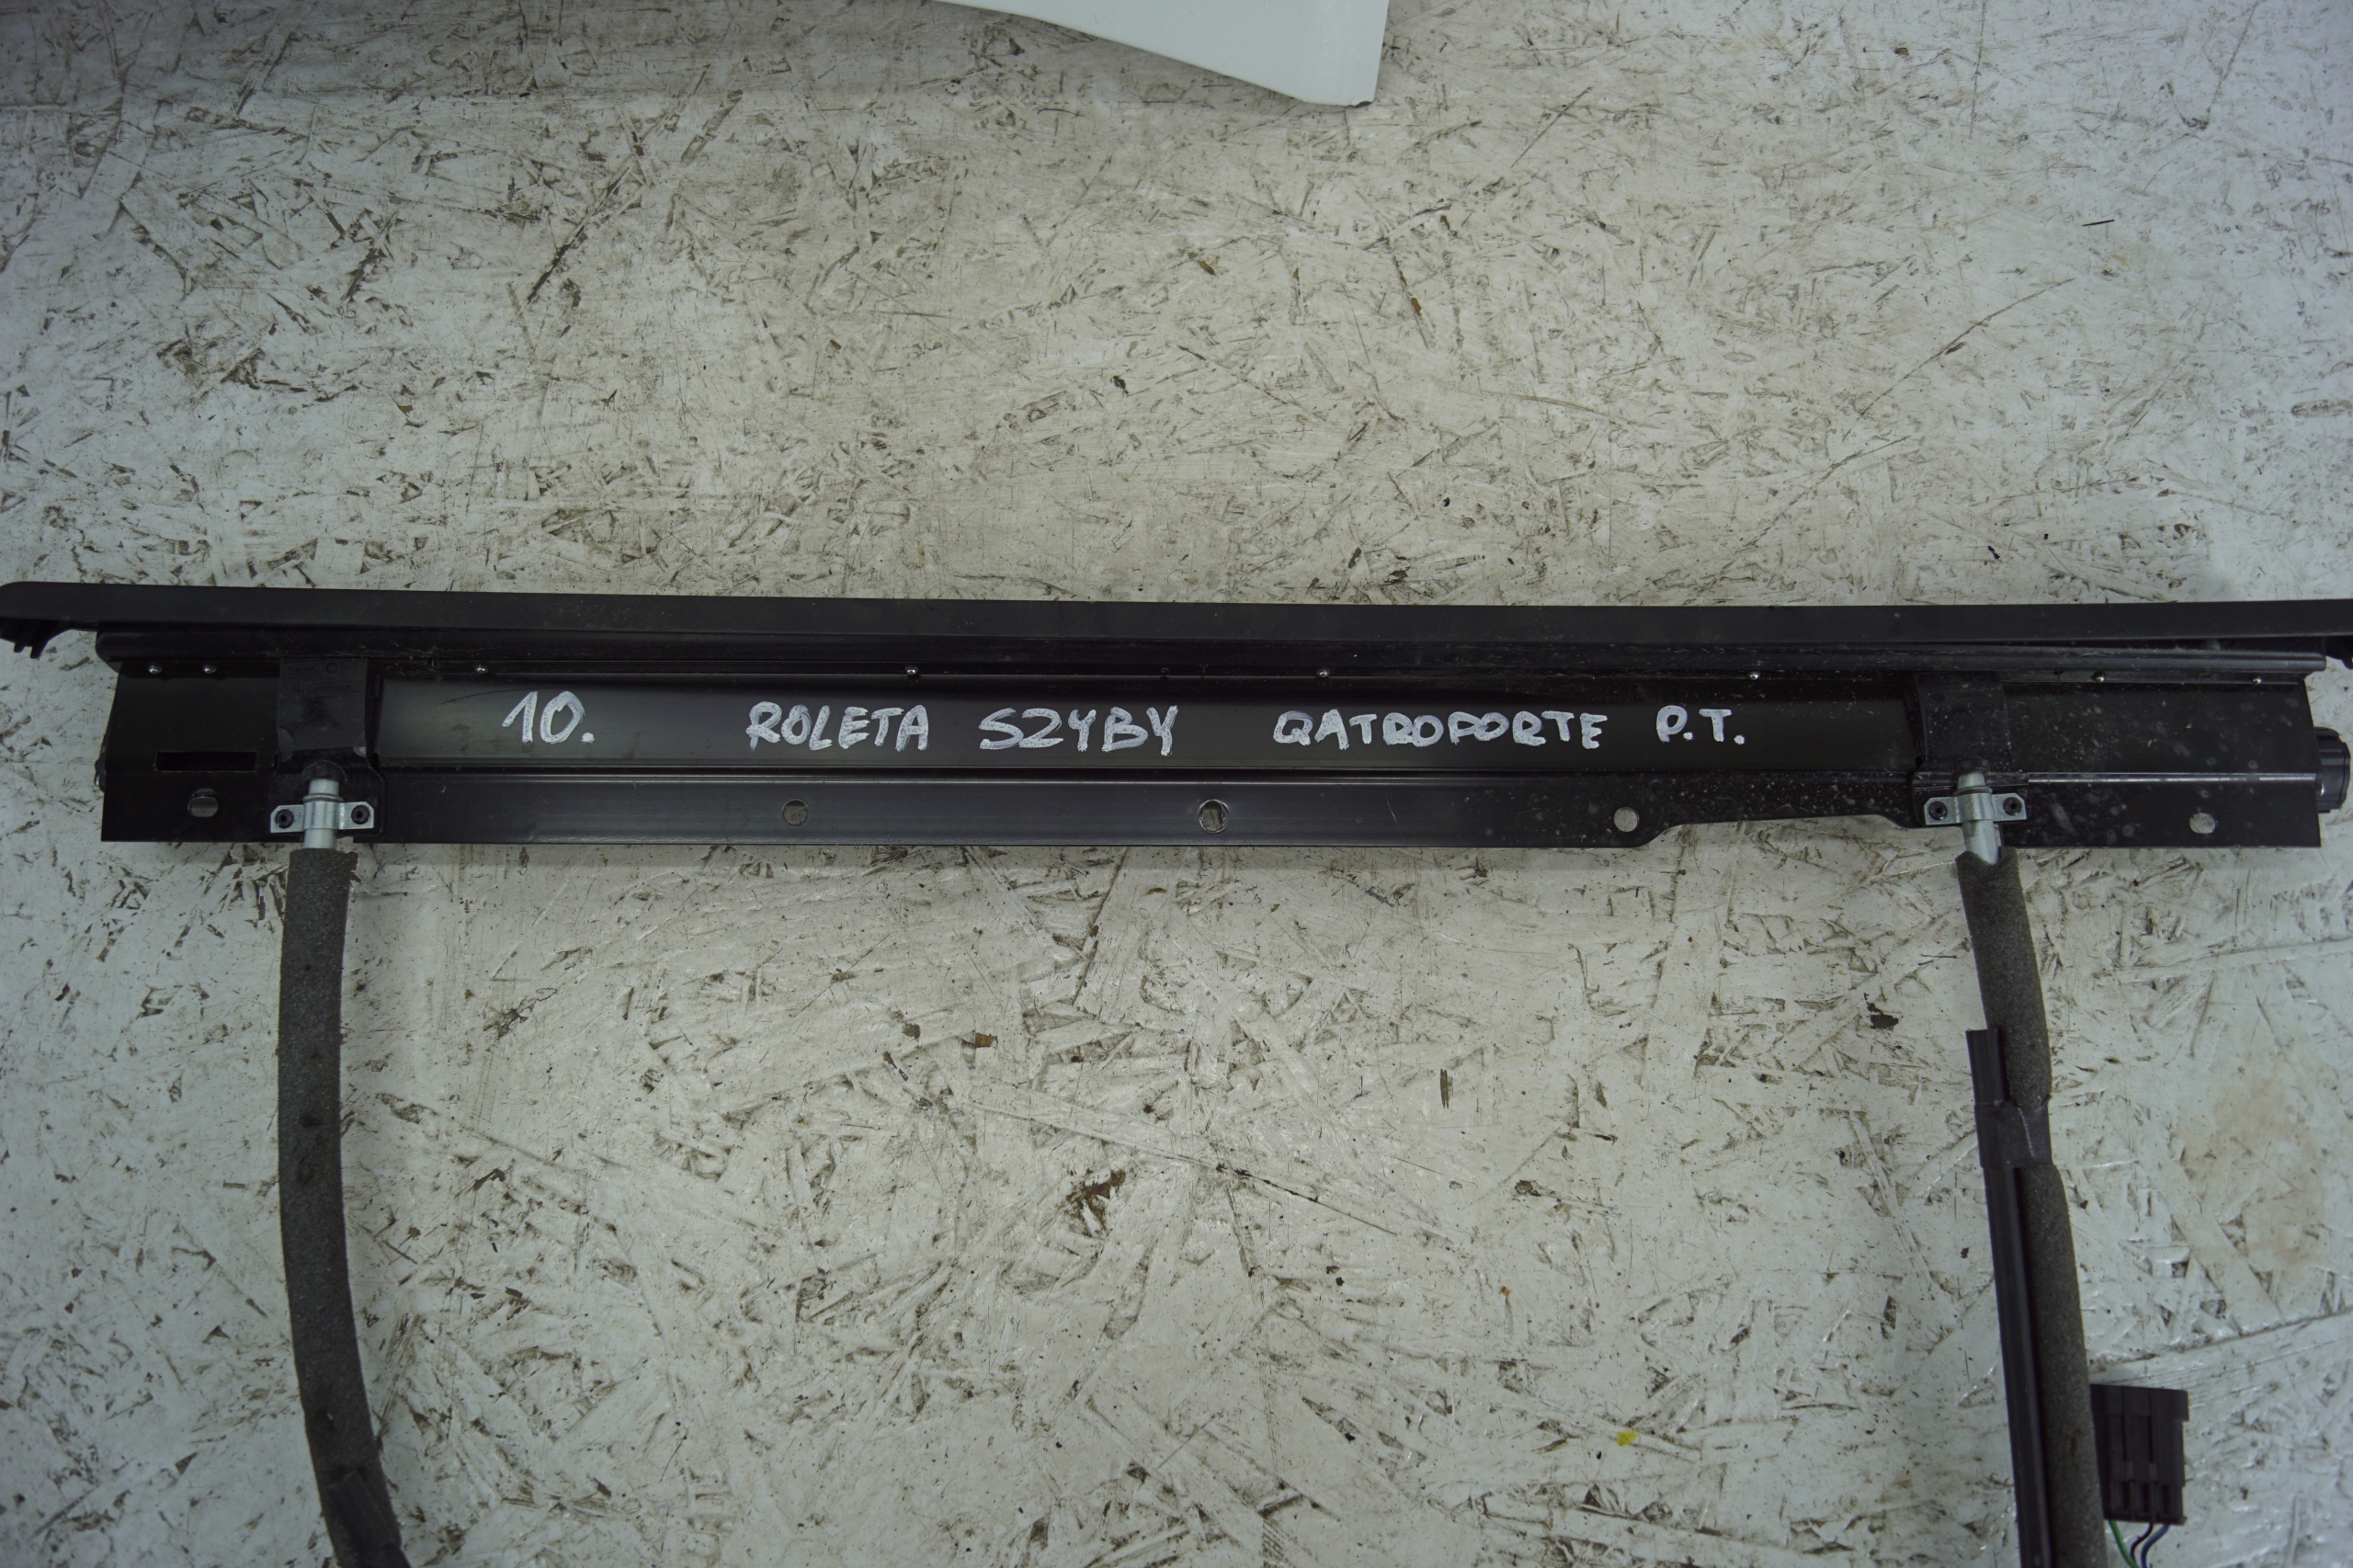 10. ROLETA SZYBY QATROPORTE P.T.